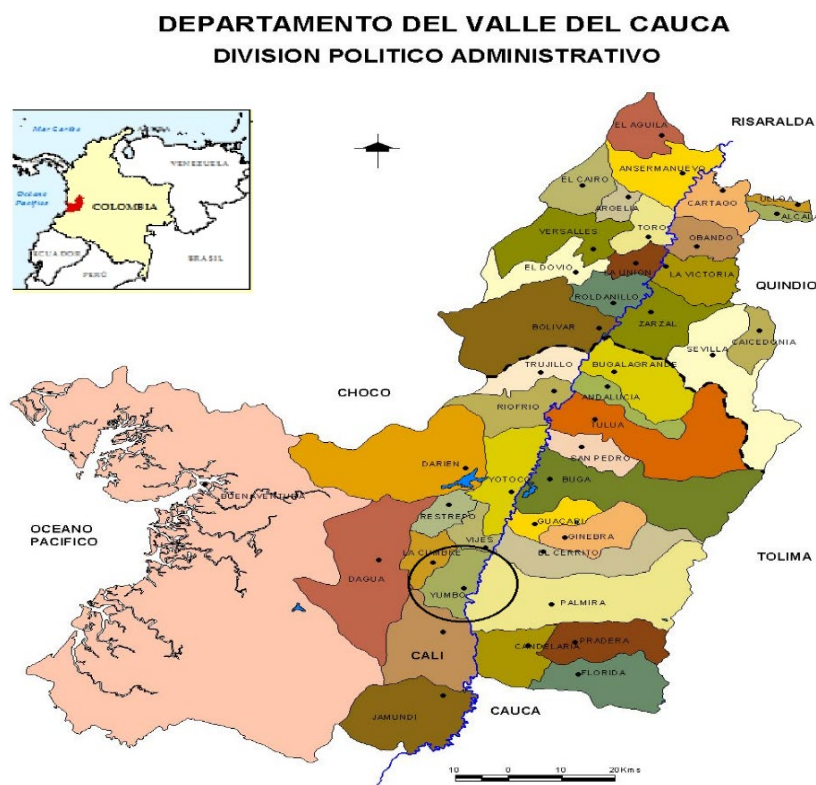 DEPARTAMENTO DEL VALLE DEL CAUCA
DIVISION POLITICO ADMINISTRATIVO
Mar Caribe
PANAMA
VENEZUELA
Océano
Pacifico
COLOMBIA
ECUADOR
PERÚ
BRASIL
RISARALDA
EL AGUILA
ANSERMANUEVO
EL CAIRO
ARGELIA
CARTAGO
ULLOA
ALCALA
TORO
VERSALLES
OBANDO
EL DOVIO
LA UNION
LA VICTORIA
QUINDIO
ROLDANILLO
BOLIVAR
ZARZAL
CAICEDONIA
SEVILLA
TRUJILLO
BUGALAGRANDE
CHOCO
ANDALUCIA
RIOFRIO
TULUA
SAN PEDRO
DARIEN
YOTOCO
BUGA
BUENAVENTURA
RESTREPO
OCEANO
PACIFICO
GUACARI
GINEBRA
VIJES
LA CUMBRE
EL CERRITO
TOLIMA
DAGUA
YUMBO
PALMIRA
CALI
CANDELARIA
PRADERA
FLORIDA
JAMUNDI
CAUCA
10 0 10 20 Kms